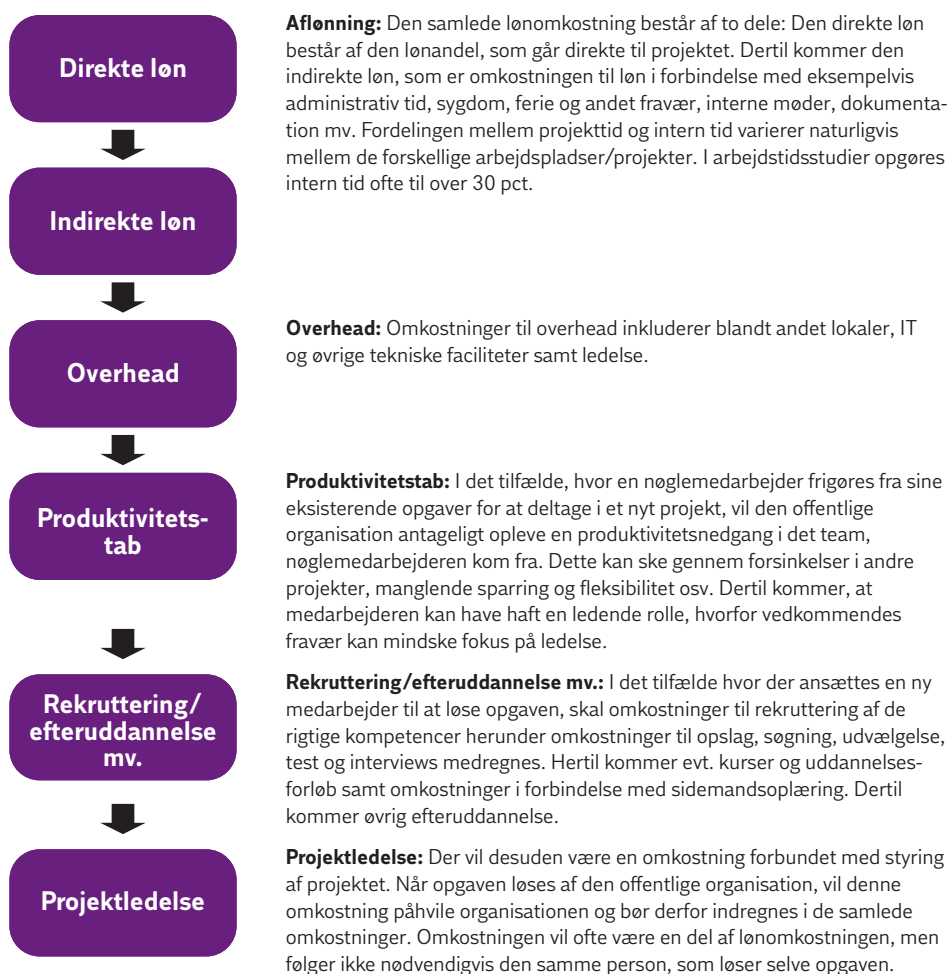 Direkte løn
Aflønning: Den samlede lønomkostning består af to dele: Den direkte løn
består af den lønandel, som går direkte til projektet. Dertil kommer den
indirekte løn, som er omkostningen til løn i forbindelse med eksempelvis
administrativ tid, sygdom, ferie og andet fravær, interne møder, dokumenta-
tion mv. Fordelingen mellem projekttid og intern tid varierer naturligvis
mellem de forskellige arbejdspladser/projekter. I arbejdstidsstudier opgøres
intern tid ofte til over 30 pct.
Indirekte løn
Overhead
Overhead: Omkostninger til overhead inkluderer blandt andet lokaler, IT
og øvrige tekniske faciliteter samt ledelse.
Produktivitets-
tab
Produktivitetstab: I det tilfælde, hvor en nøglemedarbejder frigøres fra sine
eksisterende opgaver for at deltage i et nyt projekt, vil den offentlige
organisation antageligt opleve en produktivitetsnedgang i det team,
nøglemedarbejderen kom fra. Dette kan ske gennem forsinkelser i andre
projekter, manglende sparring og fleksibilitet osv. Dertil kommer, at
medarbejderen kan have haft en ledende rolle, hvorfor vedkommendes
fravær kan mindske fokus på ledelse.
Rekruttering/
efteruddannelse
mv.
Rekruttering/efteruddannelse mv.: I det tilfælde hvor der ansættes en ny
medarbejder til at løse opgaven, skal omkostninger til rekruttering af de
rigtige kompetencer herunder omkostninger til opslag, søgning, udvælgelse,
test og interviews medregnes. Hertil kommer evt. kurser og uddannelses-
forløb samt omkostninger i forbindelse med sidemandsoplæring. Dertil
kommer øvrig efteruddannelse.
Projektledelse
Projektledelse: Der vil desuden være en omkostning forbundet med styring
af projektet. Når opgaven løses af den offentlige organisation, vil denne
omkostning påhvile organisationen og bør derfor indregnes i de samlede
omkostninger. Omkostningen vil ofte være en del af lønomkostningen, men
følger ikke nødvendigvis den samme person, som løser selve opgaven.